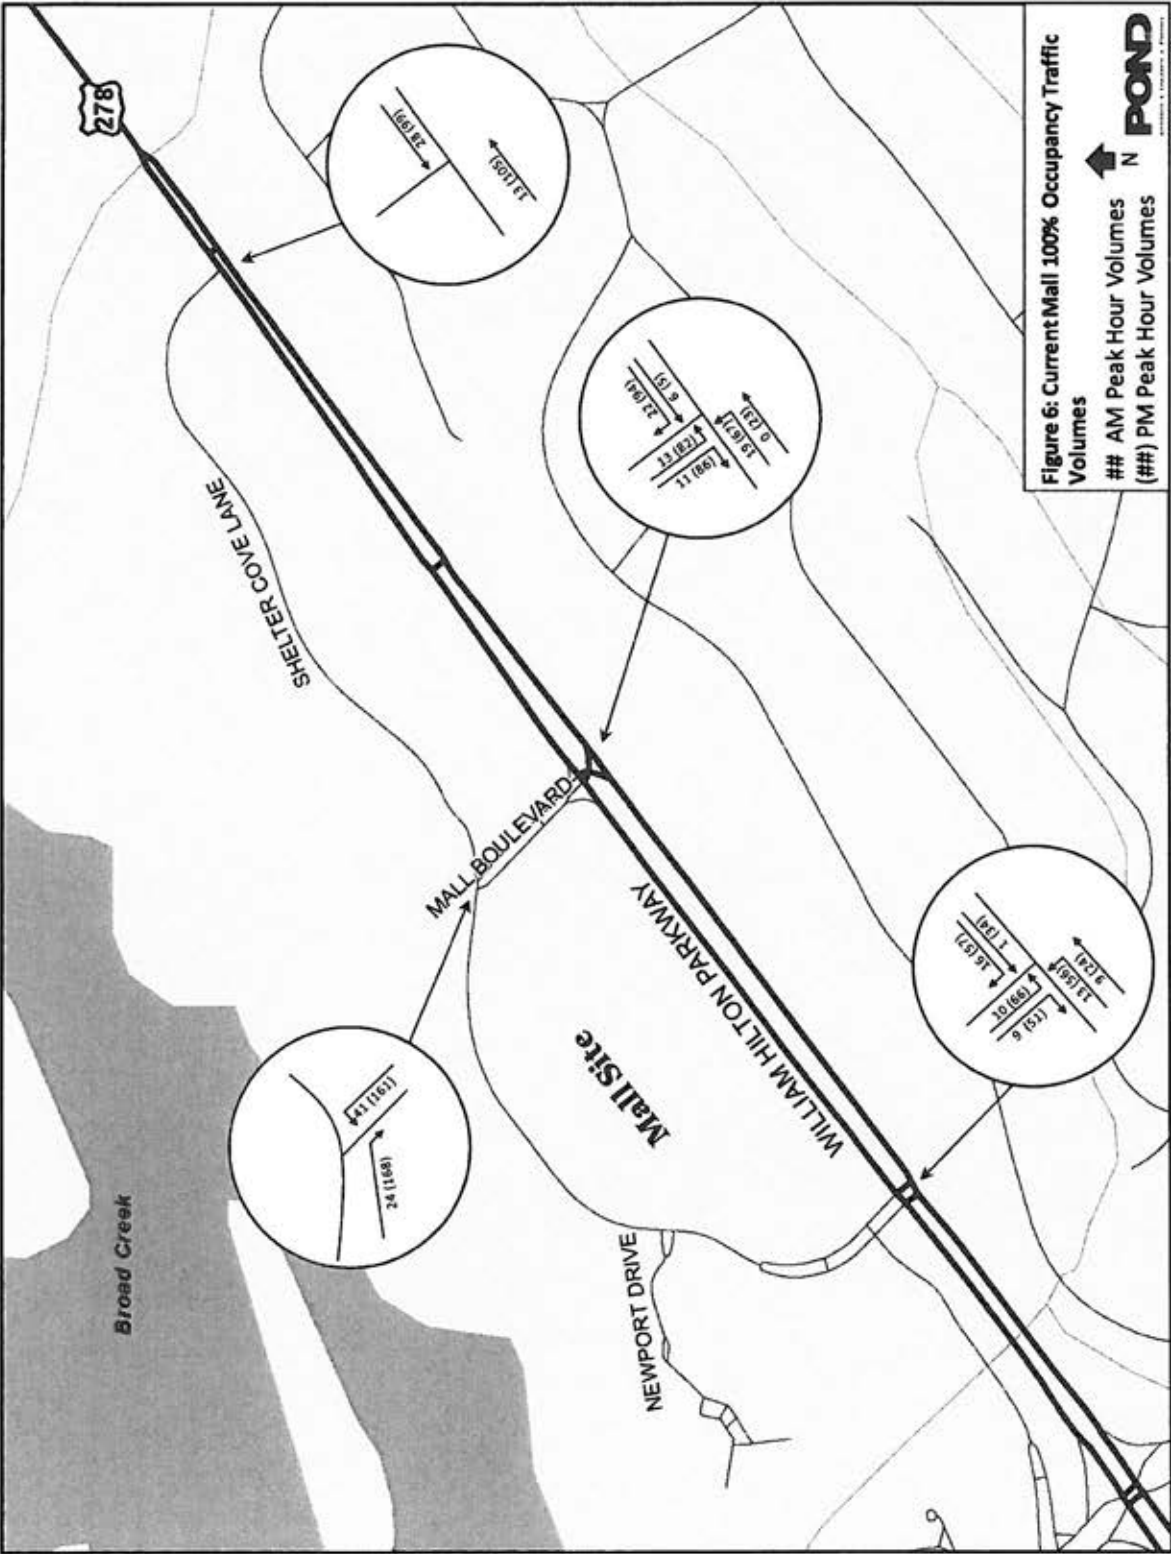 278
28 (99)
13 (105)
SHELTER COVE LANE
22 (94)
6 (5)
13 (82)
11 (86)
19 (67)
0 (23)
MALL BOULEVARD
WILLIAM HILTON PARKWAY
Mall Site
Broad Creek
41 (161)
24 (168)
NEWPORT DRIVE
16 (57)
1 (34)
10 (66)
9 (51)
13 (56)
9 (24)
Figure 6: Current Mall 100% Occupancy Traffic
Volumes
## AM Peak Hour Volumes
(##) PM Peak Hour Volumes
N
POND